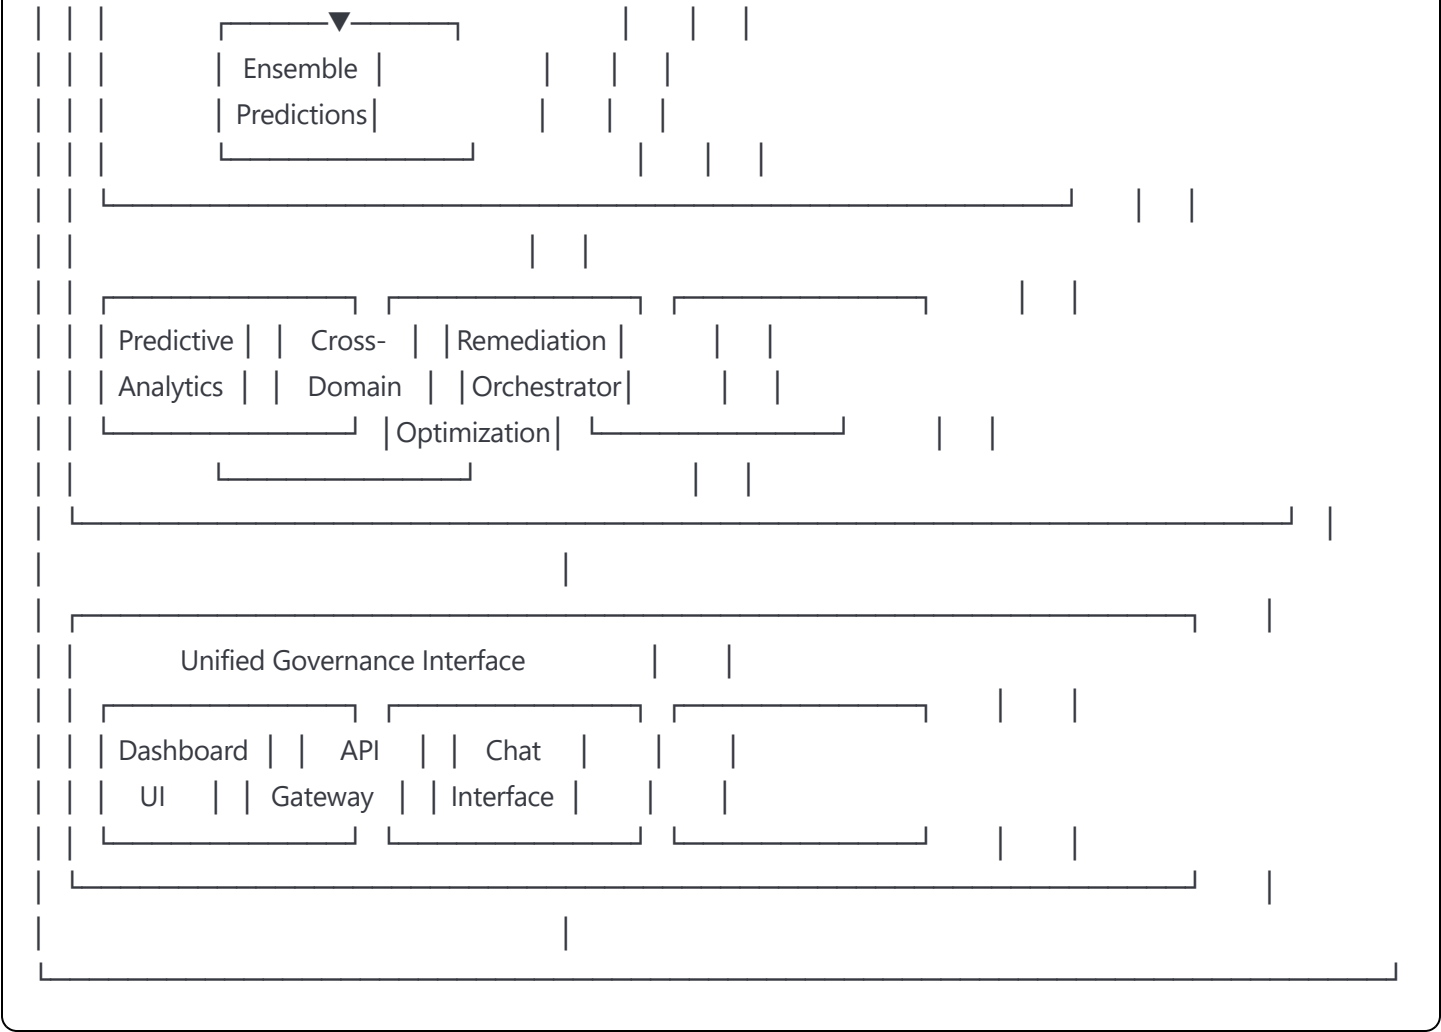 Ensemble
Predictions
Predictive Cross- Remediation
Analytics Domain Orchestrator
Optimization
Unified Governance Interface
Dashboard API Chat
UI Gateway Interface